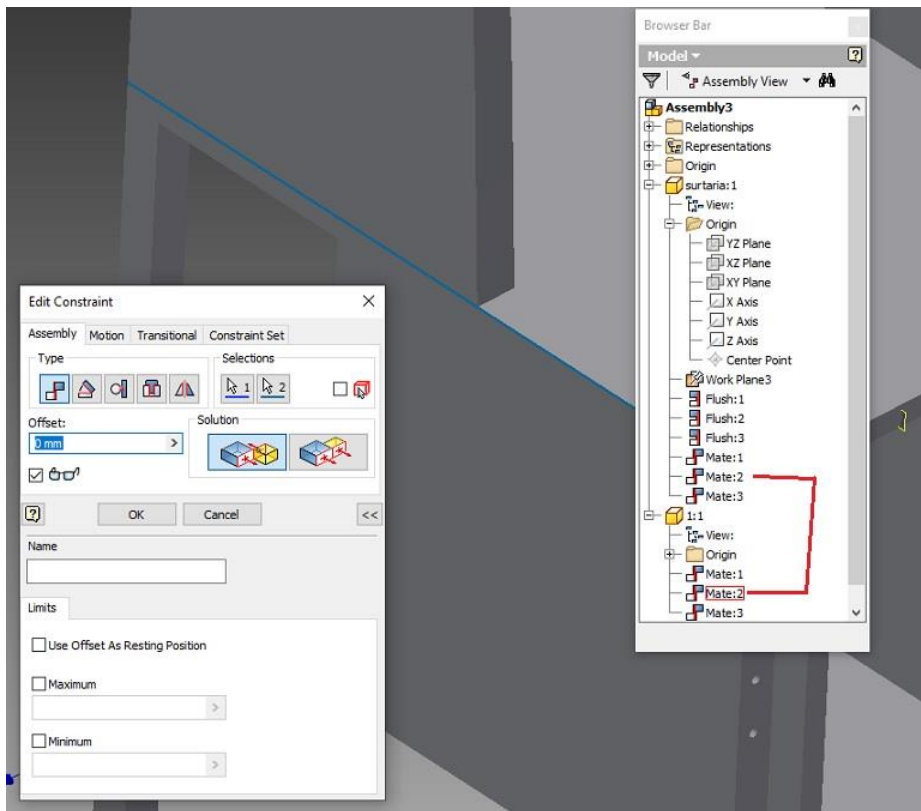 Browser Bar
Model
Assembly View
Assembly3
Relationships
Representations
Origin
surtaria:1
View:
Origin
YZ Plane
XZ Plane
XY Plane
X Axis
Y Axis
Z Axis
Center Point
Work Plane3
Flush:1
Flush:2
Flush:3
Mate:1
Mate:2
Mate:3
1:1
View:
Origin
Mate:1
Mate:2
Mate:3
Edit Constraint
Assembly Motion Transitional Constraint Set
Type Selections
1 2
Offset: Solution
0 mm
OK Cancel <<
Name
Limits
Use Offset As Resting Position
Maximum
Minimum